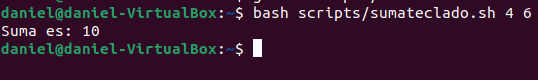 daniel@daniel-VirtualBox:~$ bash scripts/sumateclado.sh 4 6
Suma es: 10
daniel@daniel-VirtualBox:~$